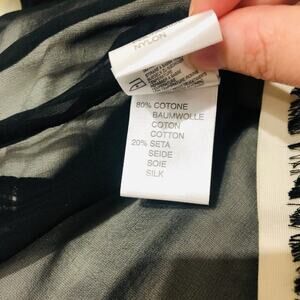 NYLON
80% COTONE
BAUMWOLLE
COTON
COTTON
20% SETA
SEIDE
SOIE
SILK